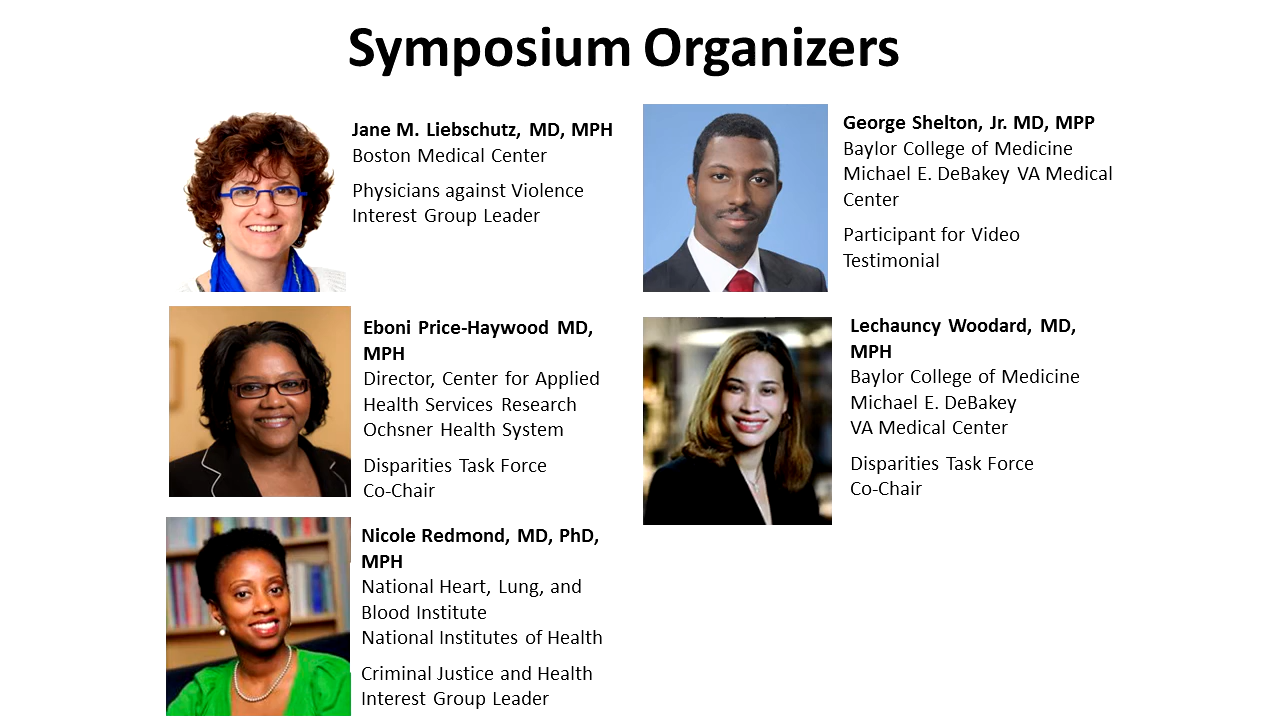 Symposium Organizers
Jane M. Liebschutz, MD, MPH
Boston Medical Center
Physicians against Violence
Interest Group Leader
George Shelton, Jr. MD, MPP
Baylor College of Medicine
Michael E. DeBakey VA Medical
Center
Participant for Video
Testimonial
Eboni Price-Haywood MD,
MPH
Director, Center for Applied
Health Services Research
Ochsner Health System
Disparities Task Force
Co-Chair
Lechauncy Woodard, MD,
MPH
Baylor College of Medicine
Michael E. DeBakey
VA Medical Center
Disparities Task Force
Co-Chair
Nicole Redmond, MD, PhD,
MPH
National Heart, Lung, and
Blood Institute
National Institutes of Health
Criminal Justice and Health
Interest Group Leader